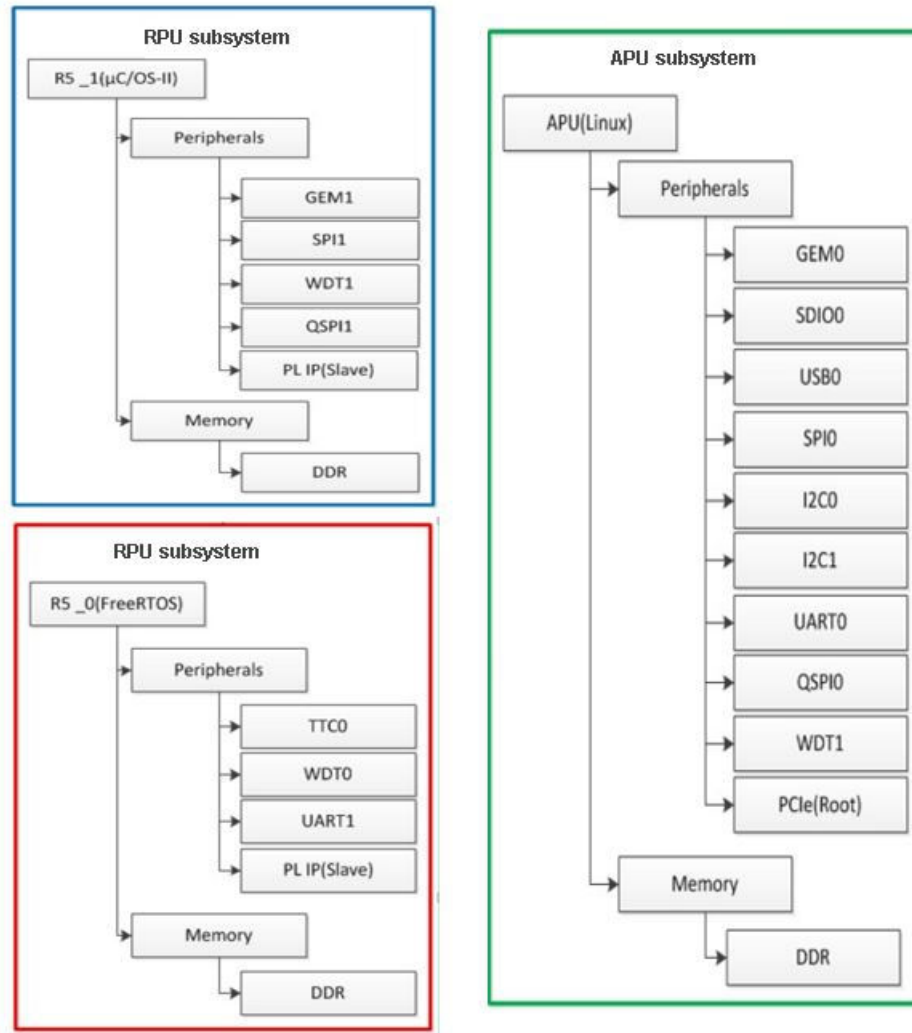 RPU subsystem
R5 _1(µC/OS-II)
Peripherals
GEM1
SPI1
WDT1
QSPI1
PL IP(Slave)
Memory
DDR
RPU subsystem
R5 _0(FreeRTOS)
Peripherals
TTC0
WDT0
UART1
PL IP(Slave)
Memory
DDR
APU subsystem
APU(Linux)
Peripherals
GEM0
SDIO0
USB0
SPI0
I2C0
I2C1
UART0
QSPI0
WDT1
PCIe(Root)
Memory
DDR